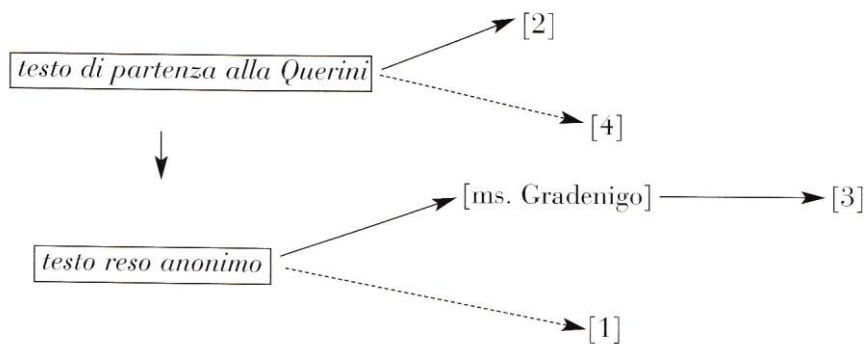 [2]
testo di partenza alla Querini
[4]
[ms. Gradenigo] [3]
testo reso anonimo
[1]